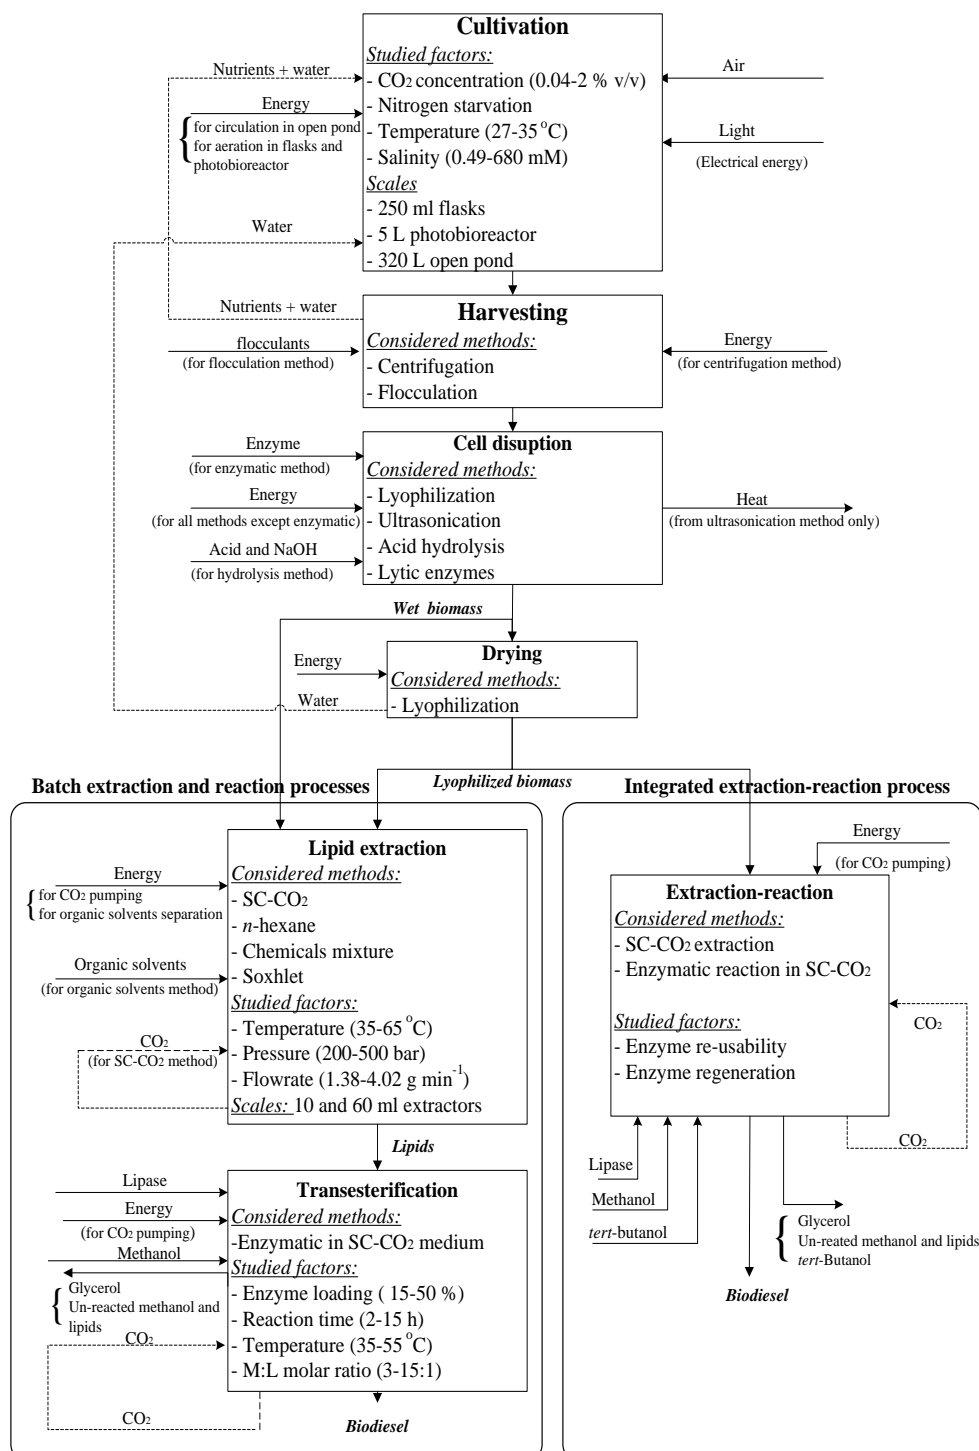 Cultivation
Studied factors:
- CO2 concentration (0.04-2 % v/v)
- Nitrogen starvation
- Temperature (27-35 °C)
- Salinity (0.49-680 mM)
Scales
- 250 ml flasks
- 5 L photobioreactor
- 320 L open pond
Nutrients + water
Energy
for circulation in open pond
for aeration in flasks and
photobioreactor
Water
Air
Light
(Electrical energy)
Nutrients + water
Harvesting
Considered methods:
- Centrifugation
- Flocculation
flocculants
(for flocculation method)
Energy
(for centrifugation method)
Cell disuption
Considered methods:
- Lyophilization
- Ultrasonication
- Acid hydrolysis
- Lytic enzymes
Enzyme
(for enzymatic method)
Energy
(for all methods except enzymatic)
Acid and NaOH
(for hydrolysis method)
Heat
(from ultrasonication method only)
Wet biomass
Drying
Considered methods:
- Lyophilization
Energy
Water
Lyophilized biomass
Batch extraction and reaction processes
Lipid extraction
Considered methods:
- SC-CO2
- n-hexane
- Chemicals mixture
- Soxhlet
Studied factors:
- Temperature (35-65 °C)
- Pressure (200-500 bar)
- Flowrate (1.38-4.02 g min-1)
Scales: 10 and 60 ml extractors
Energy
for CO2 pumping
for organic solvents separation
Organic solvents
(for organic solvents method)
CO2
(for SC-CO2 method)
Lipids
Transesterification
Considered methods:
-Enzymatic in SC-CO2 medium
Studied factors:
- Enzyme loading ( 15-50 %)
- Reaction time (2-15 h)
- Temperature (35-55 °C)
- M:L molar ratio (3-15:1)
Lipase
Energy
(for CO2 pumping)
Methanol
Glycerol
Un-reacted methanol and
lipids
CO2
CO2
Biodiesel
Integrated extraction-reaction process
Energy
(for CO2 pumping)
Extraction-reaction
Considered methods:
- SC-CO2 extraction
- Enzymatic reaction in SC-CO2
Studied factors:
- Enzyme re-usability
- Enzyme regeneration
CO2
CO2
Lipase
Methanol
tert-butanol
Glycerol
Un-reated methanol and lipids
tert-Butanol
Biodiesel